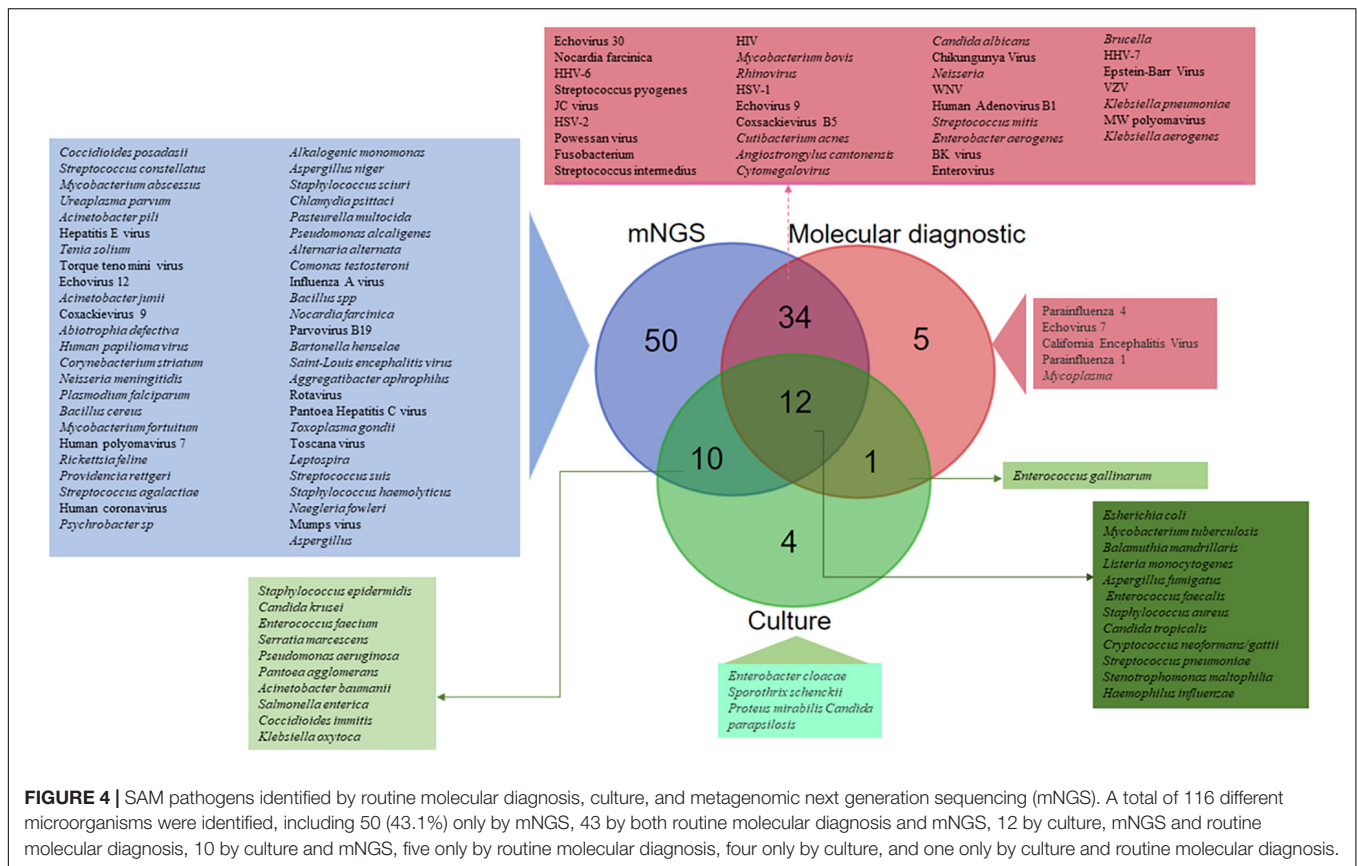 Echovirus 30
Nocardia farcinica
HHV-6
Streptococcus pyogenes
JC virus
HSV-2
Powessan virus
Fusobacterium
Streptococcus intermedius
HIV
Mycobacterium bovis
Rhinovirus
HSV-1
Echovirus 9
Coxsackievirus B5
Cutibacterium acnes
Angiostrongylus cantonensis
Cytomegalovirus
Candida albicans
Chikungunya Virus
Neisseria
WNV
Human Adenovirus B1
Streptococcus mitis
Enterobacter aerogenes
BK virus
Enterovirus
Brucella
HHV-7
Epstein-Barr Virus
VZV
Klebsiella pneumoniae
MW polyomavirus
Klebsiella aerogenes
Coccidioides posadasii
Streptococcus constellatus
Mycobacterium abscessus
Ureaplasma parvum
Acinetobacter pili
Hepatitis E virus
Tenia solium
Torque teno mini virus
Echovirus 12
Acinetobacter junii
Coxackievirus 9
Abiotrophia defectiva
Human papilioma virus
Corynebacterium striatum
Neisseria meningitidis
Plasmodium falciparum
Bacillus cereus
Mycobacterium fortuitum
Human polyomavirus 7
Rickettsia feline
Providencia rettgeri
Streptococcus agalactiae
Human coronavirus
Psychrobacter sp
Alkalogenic monomonas
Aspergillus niger
Staphylococcus sciuri
Chlamydia psittaci
Pasteurella multocida
Pseudomonas alcaligenes
Alternaria alternata
Comonas testosteroni
Influenza A virus
Bacillus spp
Nocardia farcinica
Parvovirus B19
Bartonella henselae
Saint-Louis encephalitis virus
Aggregatibacter aphrophilus
Rotavirus
Pantoea Hepatitis C virus
Toxoplasma gondii
Toscana virus
Leptospira
Streptococcus suis
Staphylococcus haemolyticus
Naegleria fowleri
Mumps virus
Aspergillus
mNGS
Molecular diagnostic
50
34
5
12
10
1
4
Culture
Parainfluenza 4
Echovirus 7
California Encephalitis Virus
Parainfluenza 1
Mycoplasma
Enterococcus gallinarum
Esherichia coli
Mycobacterium tuberculosis
Balamuthia mandrillaris
Listeria monocytogenes
Aspergillus fumigatus
Enterococcus faecalis
Staphylococcus aureus
Candida tropicalis
Cryptococcus neoformans/gattii
Streptococcus pneumoniae
Stenotrophomonas maltophilia
Haemophilus influenzae
Staphylococcus epidermidis
Candida krusei
Enterococcus faecium
Serratia marcescens
Pseudomonas aeruginosa
Pantoea agglomerans
Acinetobacter baumanii
Salmonella enterica
Coccidioides immitis
Klebsiella oxytoca
Enterobacter cloacae
Sporothrix schenckii
Proteus mirabilis Candida
parapsilosis
FIGURE 4 | SAM pathogens identified by routine molecular diagnosis, culture, and metagenomic next generation sequencing (mNGS). A total of 116 different
microorganisms were identified, including 50 (43.1%) only by mNGS, 43 by both routine molecular diagnosis and mNGS, 12 by culture, mNGS and routine
molecular diagnosis, 10 by culture and mNGS, five only by routine molecular diagnosis, four only by culture, and one only by culture and routine molecular diagnosis.